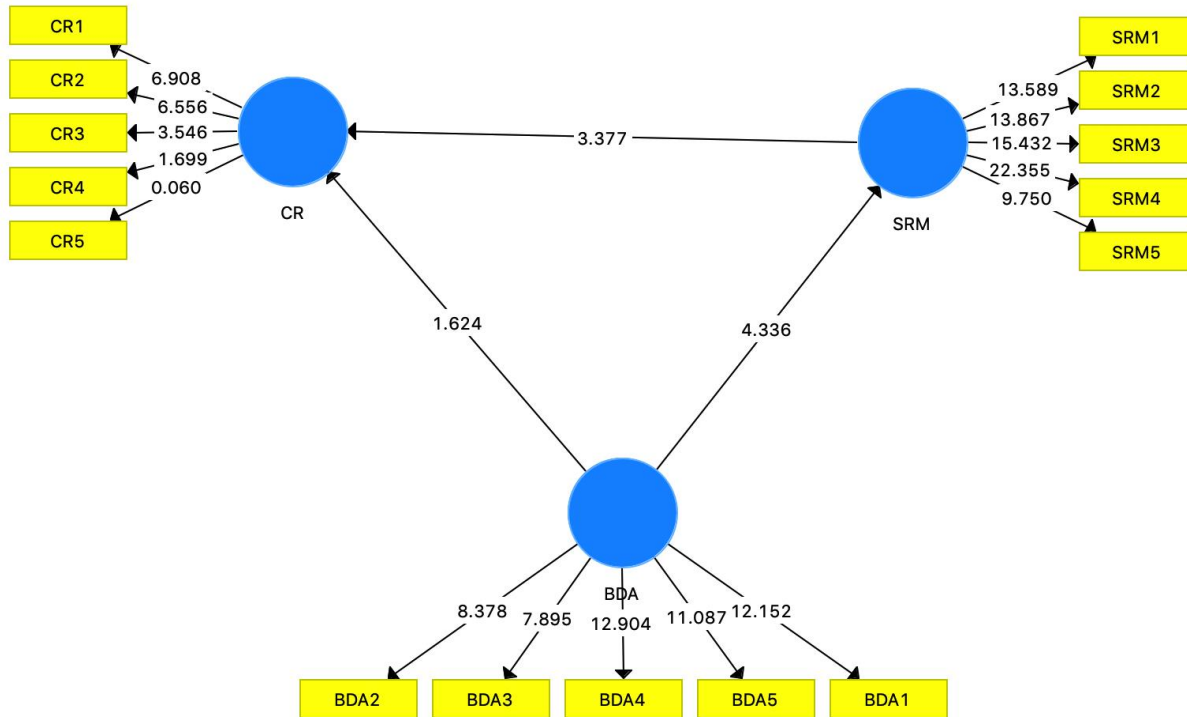 CR1
CR2
CR3
CR4
CR5
6.908
6.556
3.546
1.699
0.060
CR
3.377
SRM
13.589
13.867
15.432
22.355
9.750
SRM1
SRM2
SRM3
SRM4
SRM5
1.624
4.336
BDA
8.378
7.895
12.904
11.087
12.152
BDA2
BDA3
BDA4
BDA5
BDA1